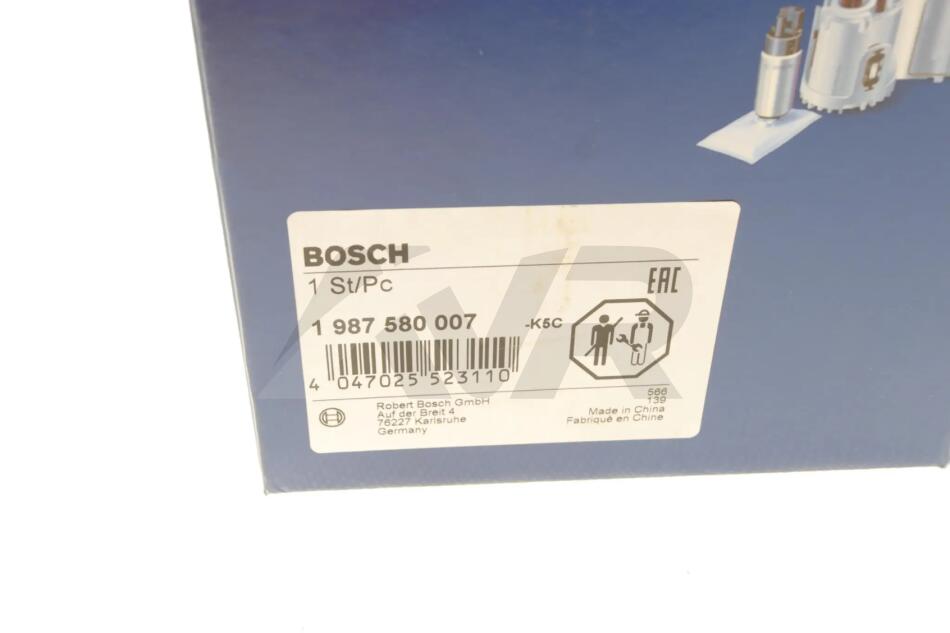 BOSCH
1 St/Pc
EAC
1 987 580 007 -K5C
4 047025 523110
Robert Bosch GmbH
Auf der Breit 4
76227 Karlsruhe
Germany
566
139
Made in China
Fabriqué en Chine
AVR